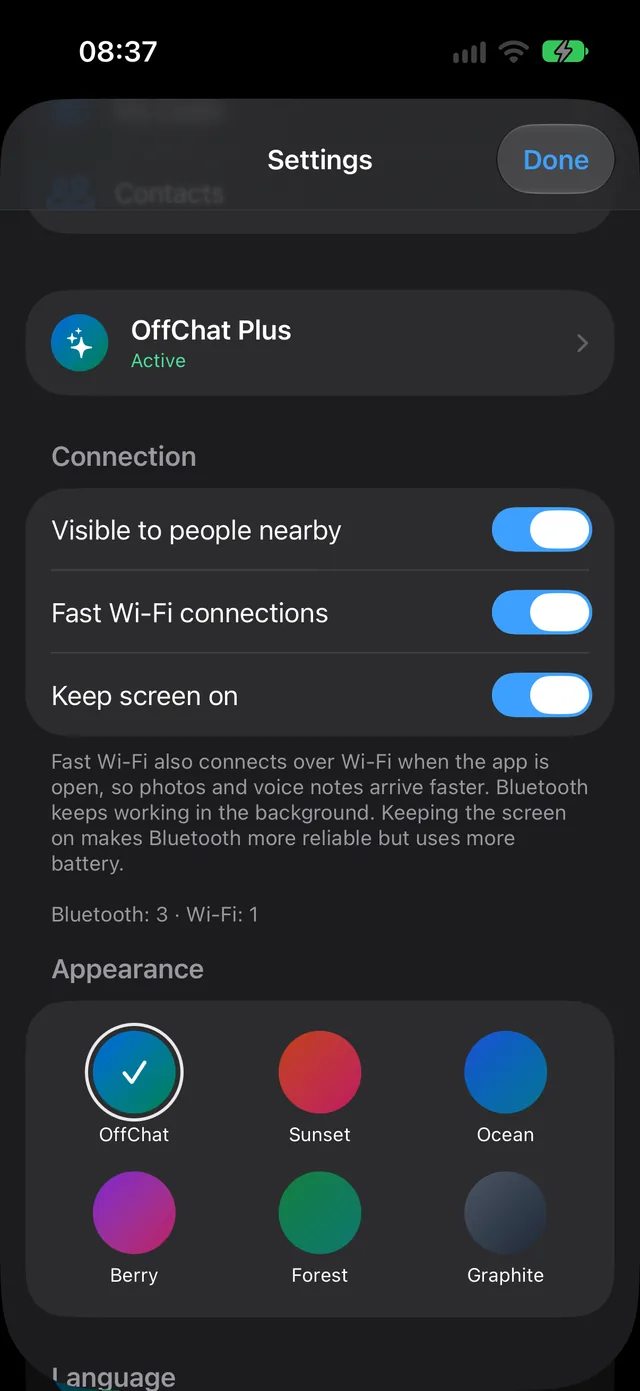 08:37
Settings
Done
Contacts
OffChat Plus
Active
Connection
Visible to people nearby
Fast Wi-Fi connections
Keep screen on
Fast Wi-Fi also connects over Wi-Fi when the app is
open, so photos and voice notes arrive faster. Bluetooth
keeps working in the background. Keeping the screen
on makes Bluetooth more reliable but uses more
battery.
Bluetooth: 3 · Wi-Fi: 1
Appearance
OffChat
Sunset
Ocean
Berry
Forest
Graphite
Language